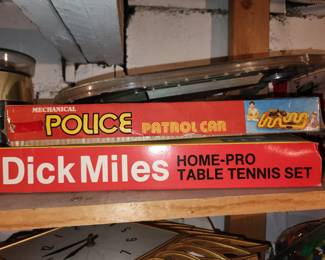 MECHANICAL
POLICE PATROL CAR
Dick Miles HOME-PRO
TABLE TENNIS SET